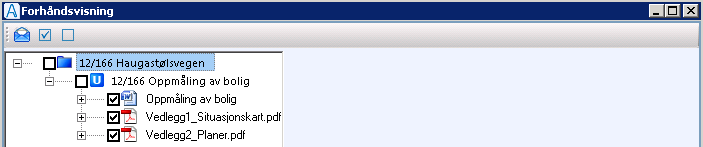 Forhåndsvisning
12/166 Haugastølsvegen
12/166 Oppmåling av bolig
Oppmåling av bolig
Vedlegg1_Situasjonskart.pdf
Vedlegg2_Planer.pdf